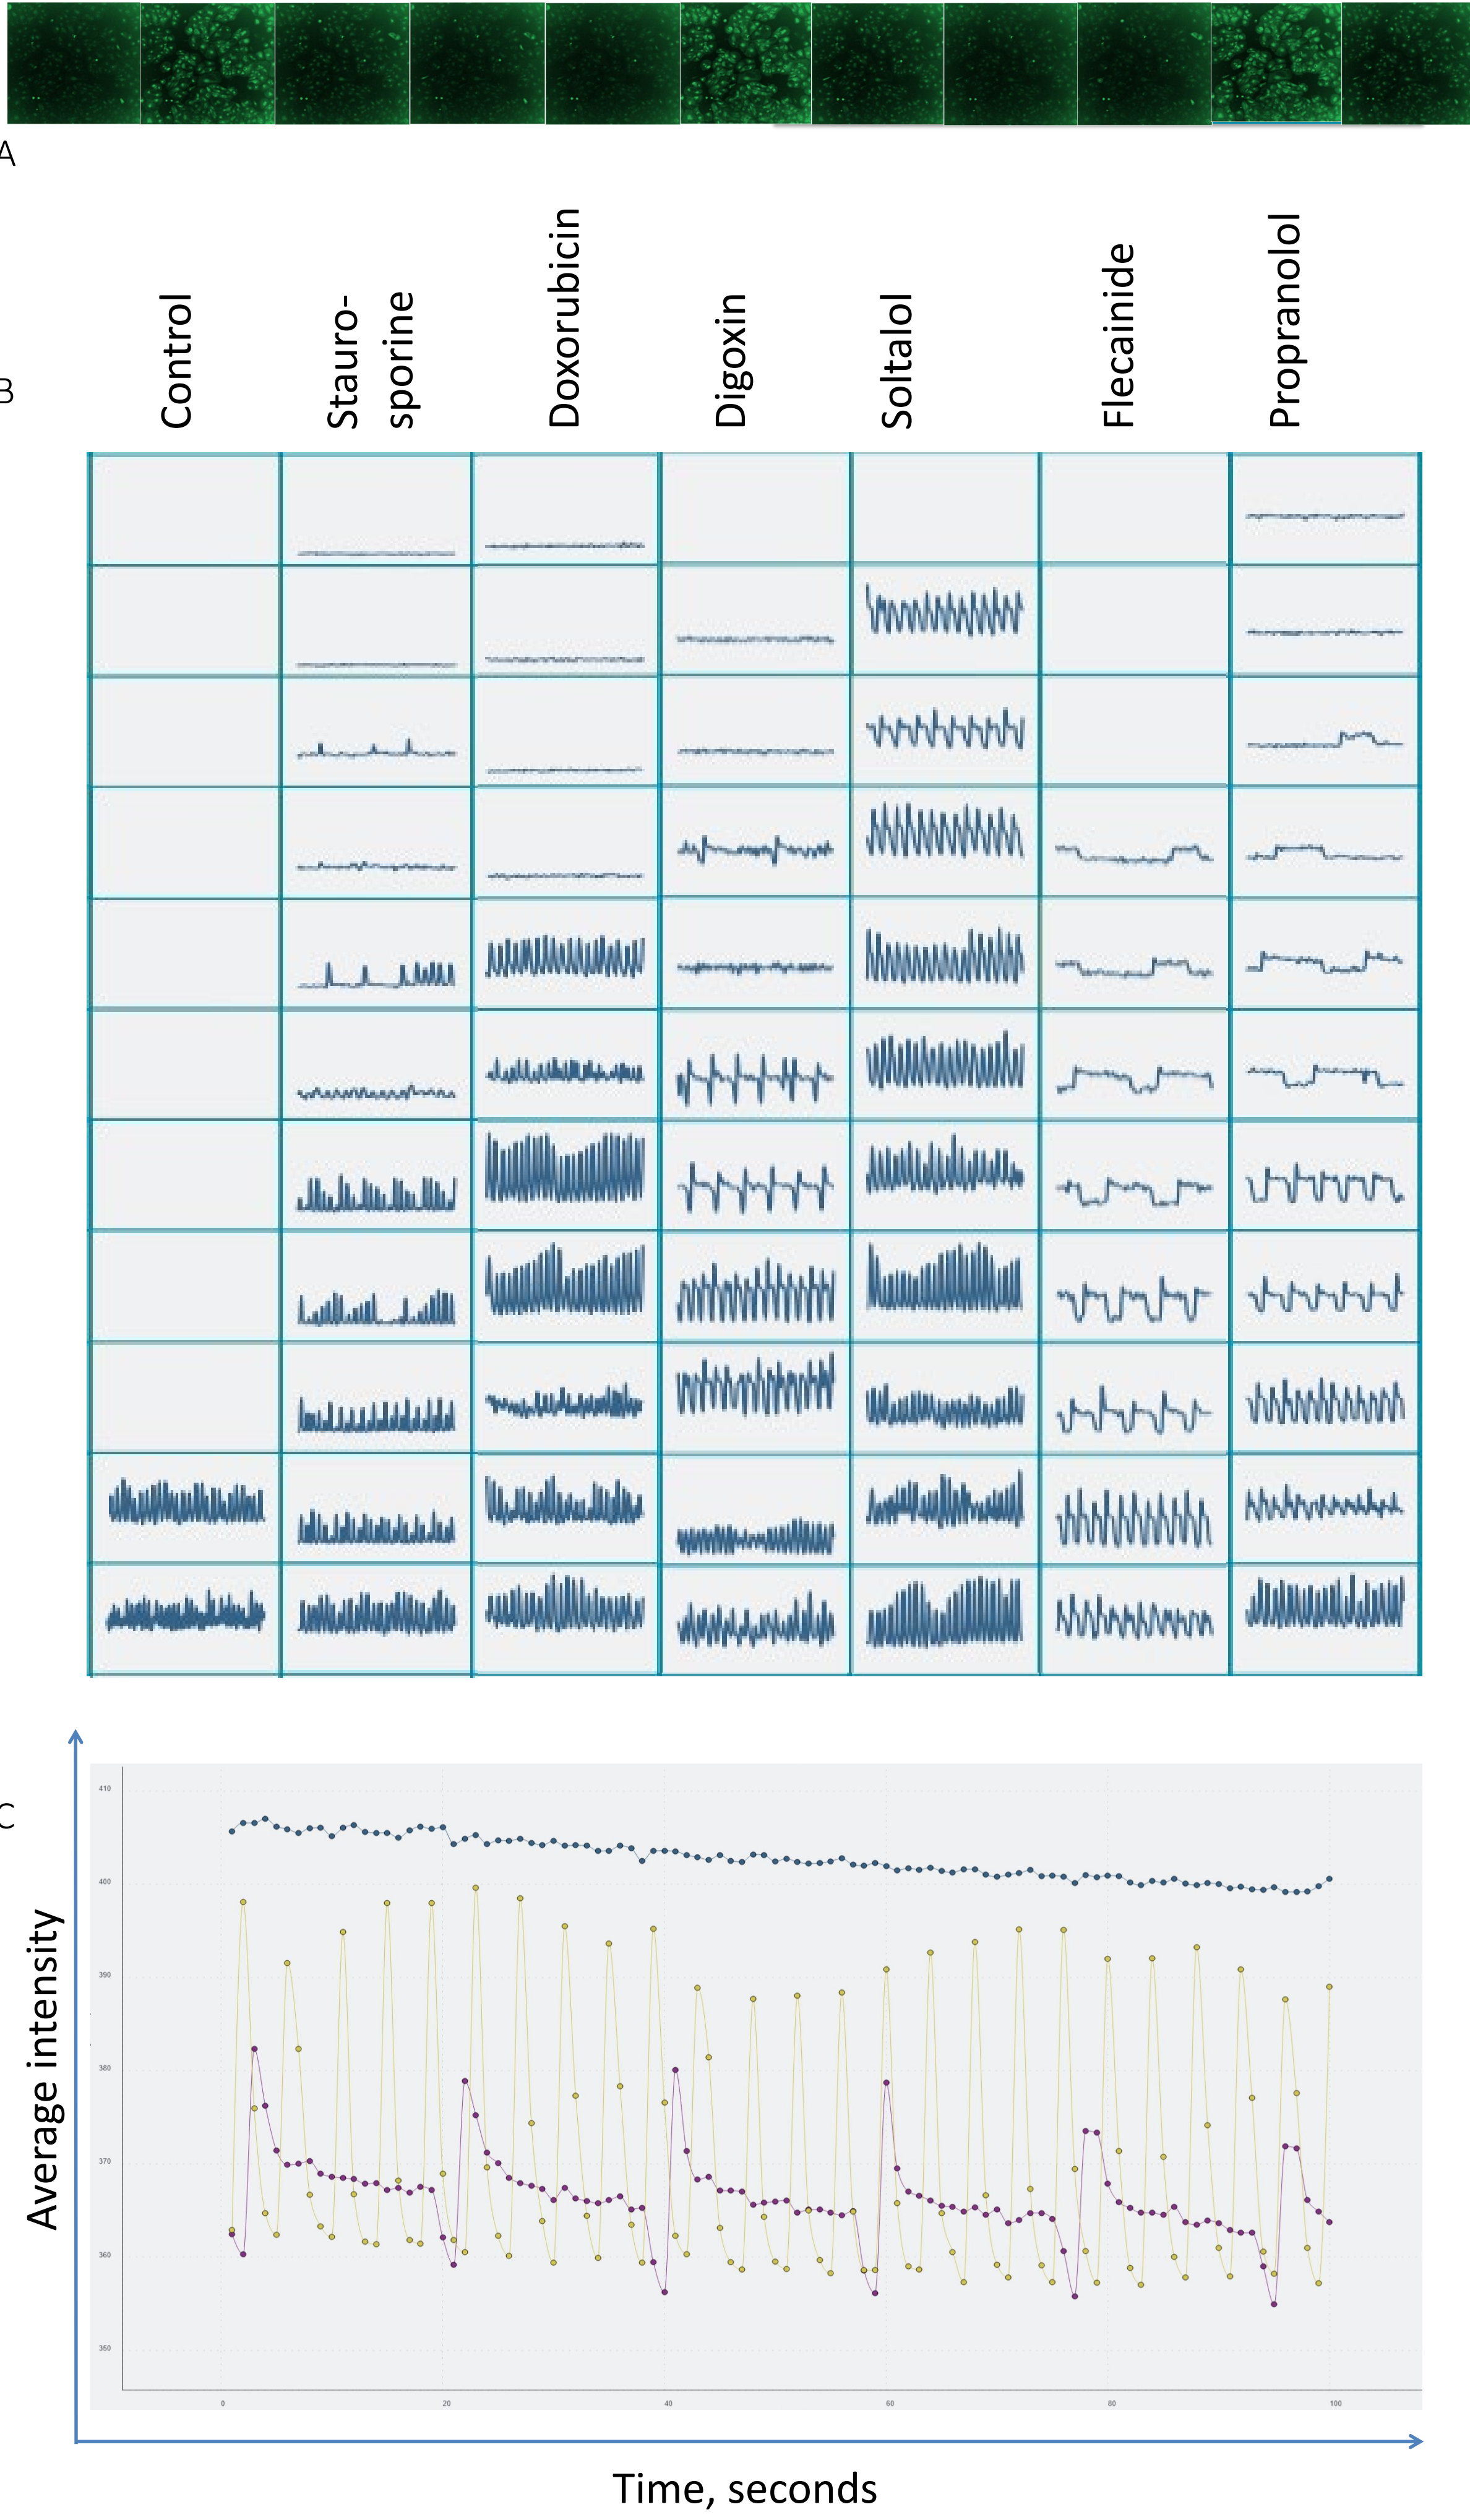 A
B
Control
Stauro-
sporine
Doxorubicin
Digoxin
Soltalol
Flecainide
Propranolol
C
Average intensity
410
400
390
380
370
360
350
0 20 40 60 80 100
Time, seconds